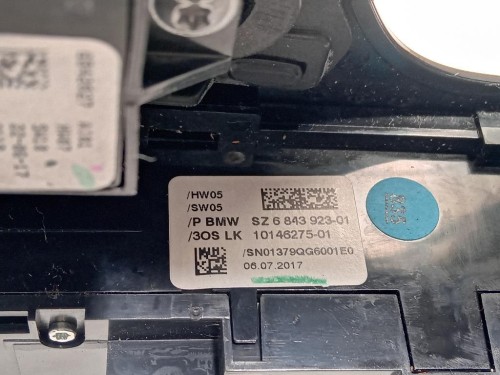 /HW05
/SW05
/P BMW SZ 6 843 923-01
/3OS LK 10146275-01
/SN01379QG6001E0
06.07.2017